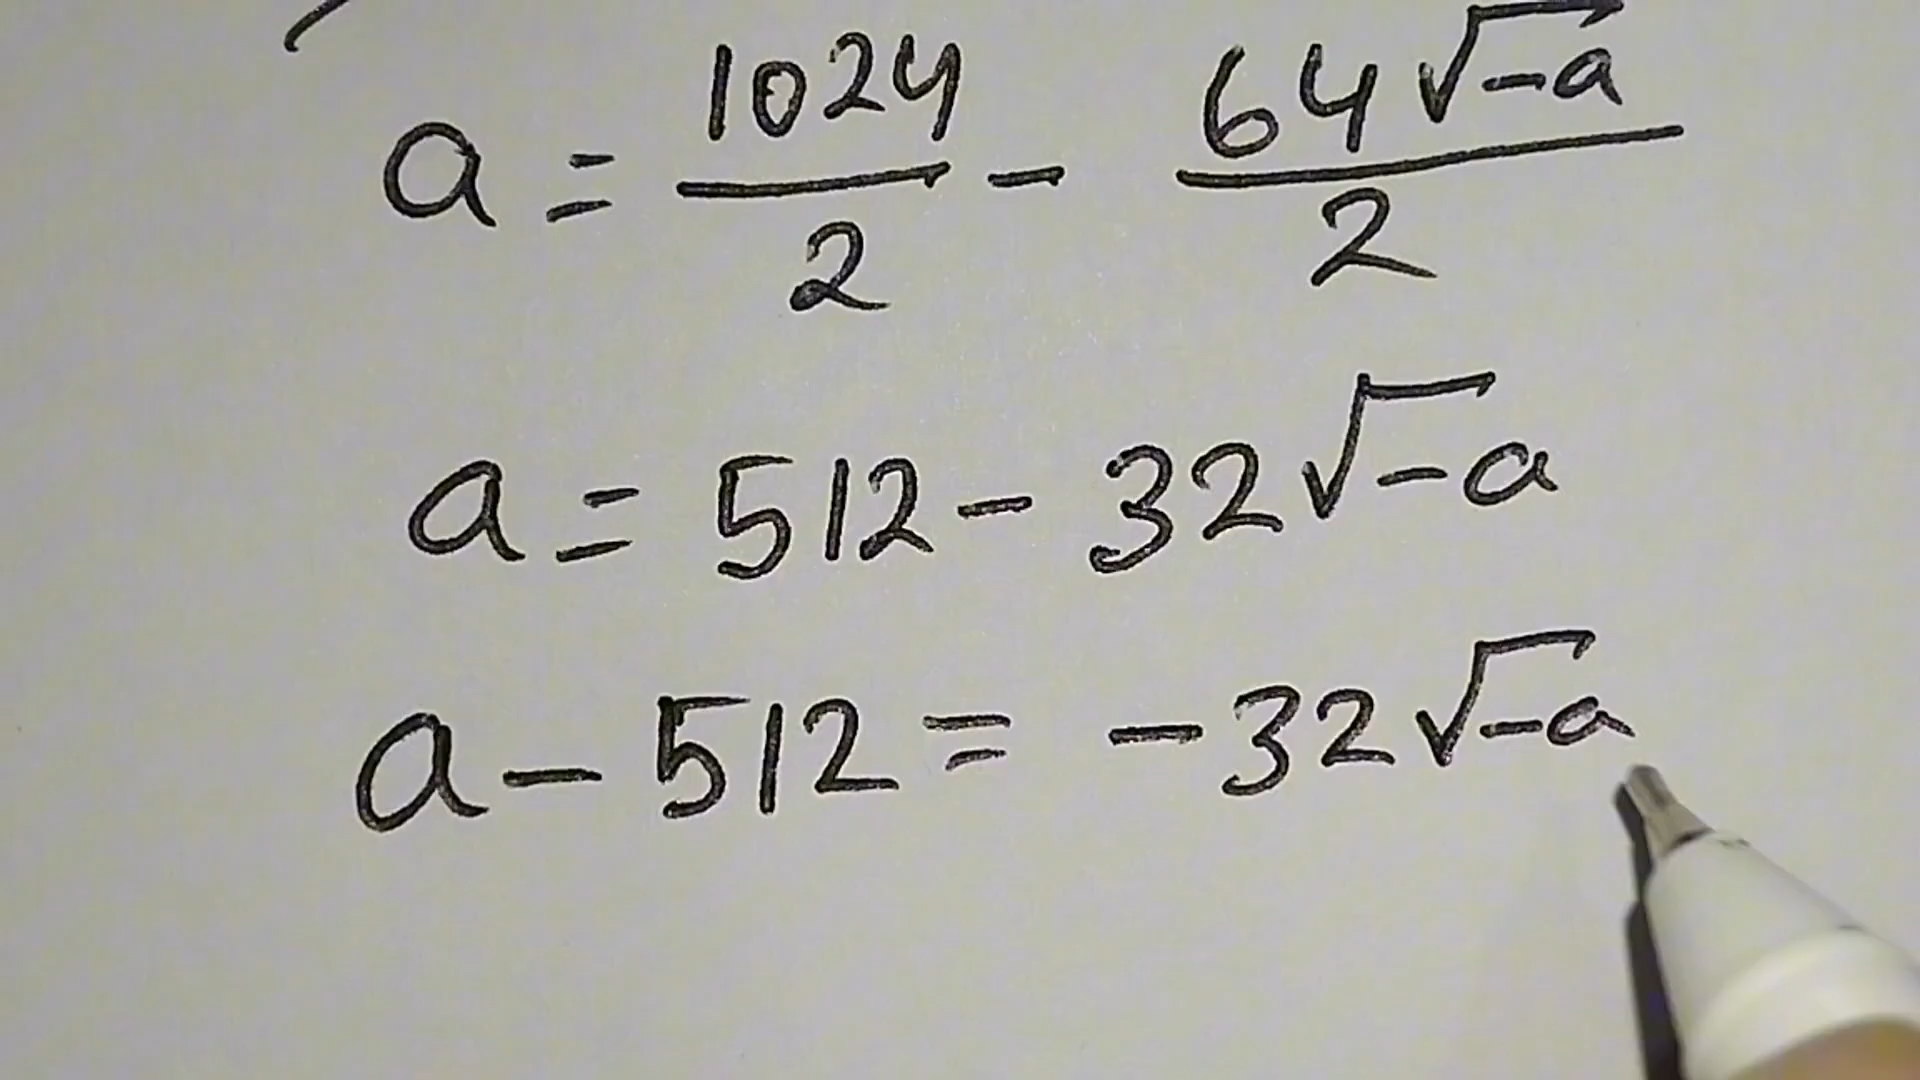 a = 1024/2 - 64√-a/2
a = 512 - 32√-a
a - 512 = -32√-a